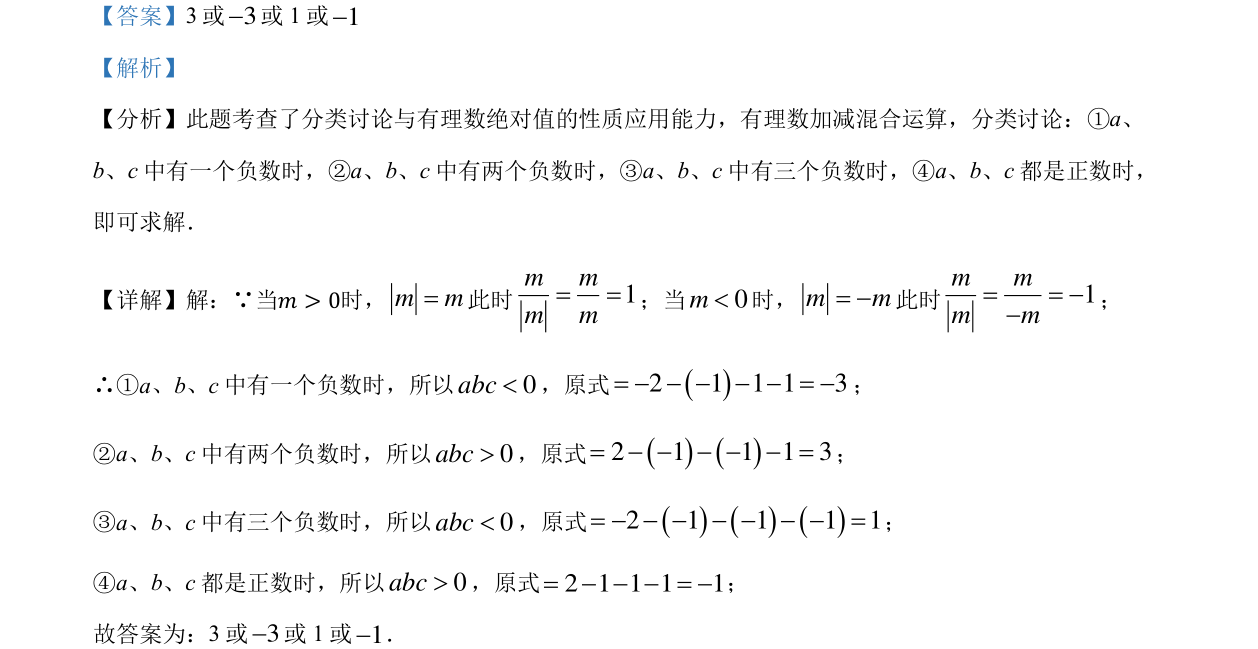 【答案】3 或 −3 或 1 或 −1
【解析】
【分析】此题考查了分类讨论与有理数绝对值的性质应用能力，有理数加减混合运算，分类讨论：①a、
b、c 中有一个负数时，②a、b、c 中有两个负数时，③a、b、c 中有三个负数时，④a、b、c 都是正数时，
即可求解．
【详解】解：∵当m > 0时，|m| = m 此时 m/|m| = m/m = 1；当 m < 0 时，|m| = −m 此时 m/|m| = m/−m = −1；
∴①a、b、c 中有一个负数时，所以 abc < 0，原式 = −2 − (−1) − 1 − 1 = −3；
②a、b、c 中有两个负数时，所以 abc > 0，原式 = 2 − (−1) − (−1) − 1 = 3；
③a、b、c 中有三个负数时，所以 abc < 0，原式 = −2 − (−1) − (−1) − (−1) = 1；
④a、b、c 都是正数时，所以 abc > 0，原式 = 2 − 1 − 1 − 1 = −1；
故答案为：3 或 −3 或 1 或 −1．